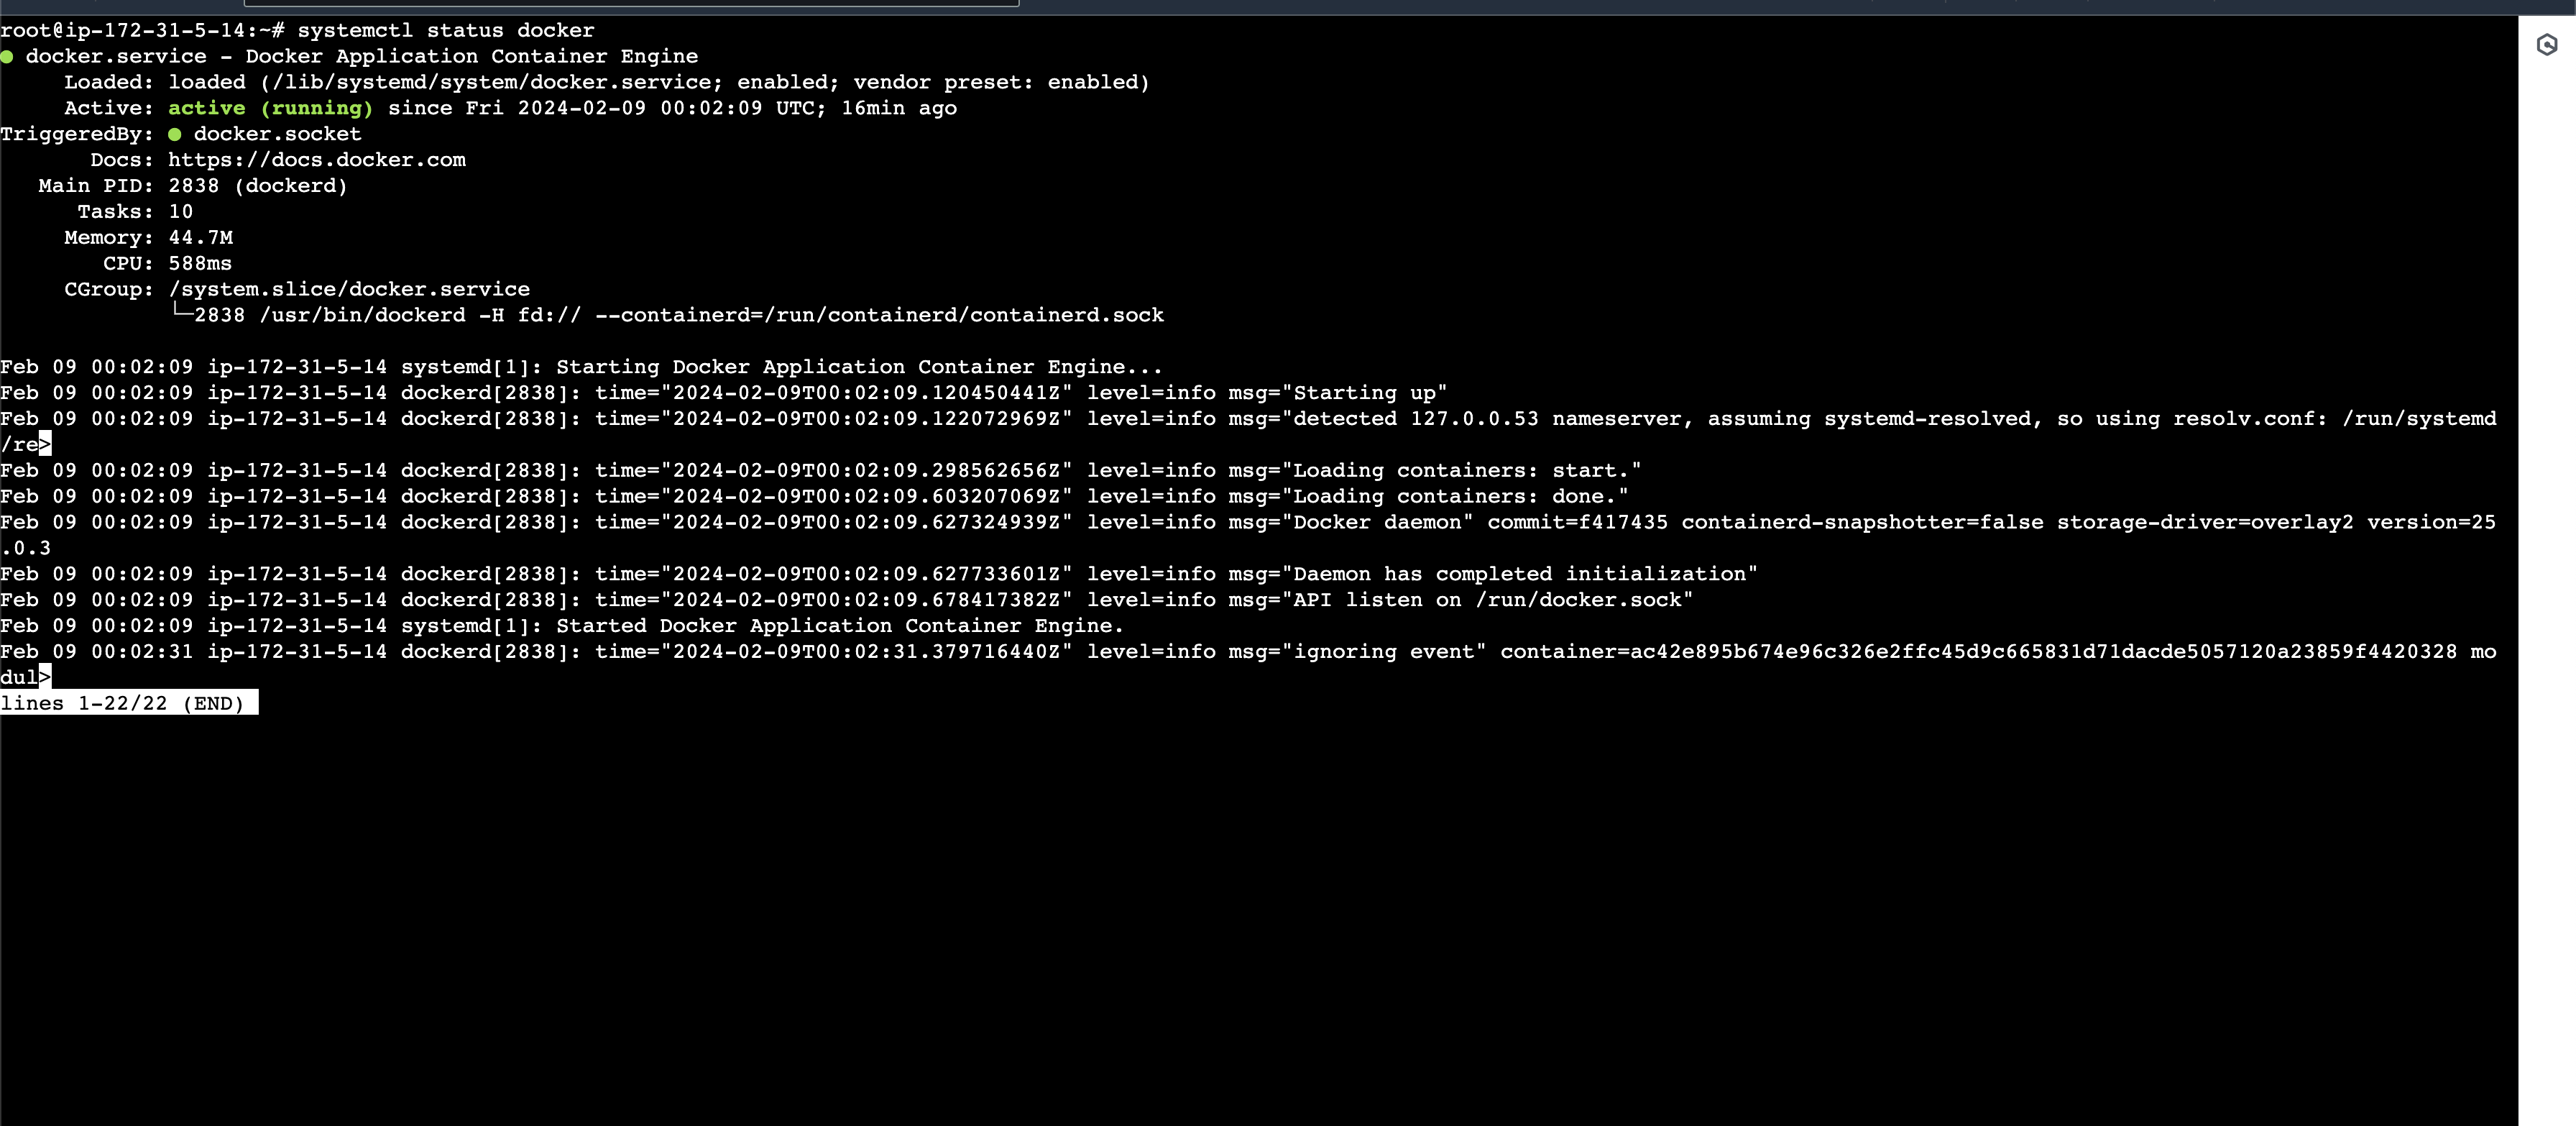 root@ip-172-31-5-14:~# systemctl status docker
● docker.service - Docker Application Container Engine
     Loaded: loaded (/lib/systemd/system/docker.service; enabled; vendor preset: enabled)
     Active: active (running) since Fri 2024-02-09 00:02:09 UTC; 16min ago
TriggeredBy: ● docker.socket
       Docs: https://docs.docker.com
   Main PID: 2838 (dockerd)
      Tasks: 10
     Memory: 44.7M
        CPU: 588ms
     CGroup: /system.slice/docker.service
             └─2838 /usr/bin/dockerd -H fd:// --containerd=/run/containerd/containerd.sock
Feb 09 00:02:09 ip-172-31-5-14 systemd[1]: Starting Docker Application Container Engine...
Feb 09 00:02:09 ip-172-31-5-14 dockerd[2838]: time="2024-02-09T00:02:09.120450441Z" level=info msg="Starting up"
Feb 09 00:02:09 ip-172-31-5-14 dockerd[2838]: time="2024-02-09T00:02:09.122072969Z" level=info msg="detected 127.0.0.53 nameserver, assuming systemd-resolved, so using resolv.conf: /run/systemd
/re>
Feb 09 00:02:09 ip-172-31-5-14 dockerd[2838]: time="2024-02-09T00:02:09.298562656Z" level=info msg="Loading containers: start."
Feb 09 00:02:09 ip-172-31-5-14 dockerd[2838]: time="2024-02-09T00:02:09.603207069Z" level=info msg="Loading containers: done."
Feb 09 00:02:09 ip-172-31-5-14 dockerd[2838]: time="2024-02-09T00:02:09.627324939Z" level=info msg="Docker daemon" commit=f417435 containerd-snapshotter=false storage-driver=overlay2 version=25
.0.3
Feb 09 00:02:09 ip-172-31-5-14 dockerd[2838]: time="2024-02-09T00:02:09.627733601Z" level=info msg="Daemon has completed initialization"
Feb 09 00:02:09 ip-172-31-5-14 dockerd[2838]: time="2024-02-09T00:02:09.678417382Z" level=info msg="API listen on /run/docker.sock"
Feb 09 00:02:09 ip-172-31-5-14 systemd[1]: Started Docker Application Container Engine.
Feb 09 00:02:31 ip-172-31-5-14 dockerd[2838]: time="2024-02-09T00:02:31.379716440Z" level=info msg="ignoring event" container=ac42e895b674e96c326e2ffc45d9c665831d71dacde5057120a23859f4420328 mo
dul>
lines 1-22/22 (END)